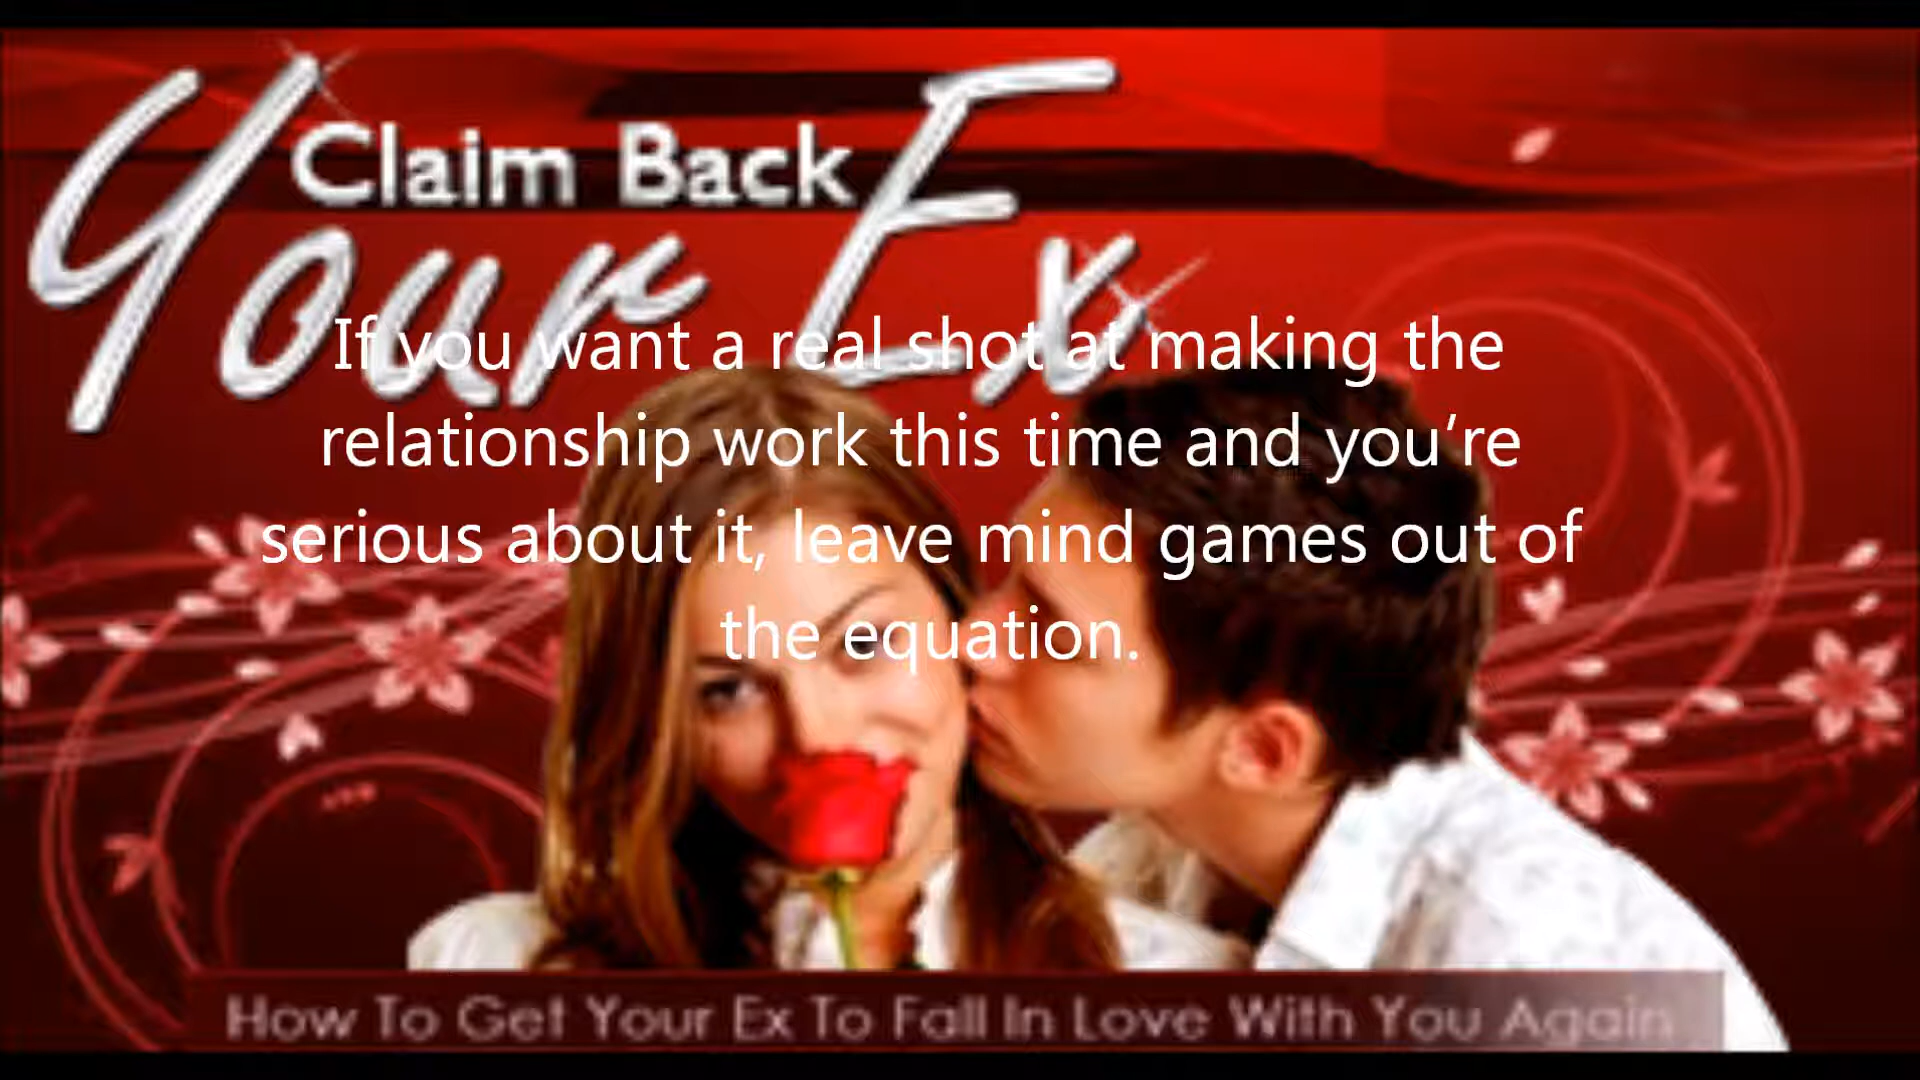 Claim Back
Your Ex
If you want a real shot at making the
relationship work this time and you’re
serious about it, leave mind games out of
the equation.
How To Get Your Ex To Fall In Love With You Again